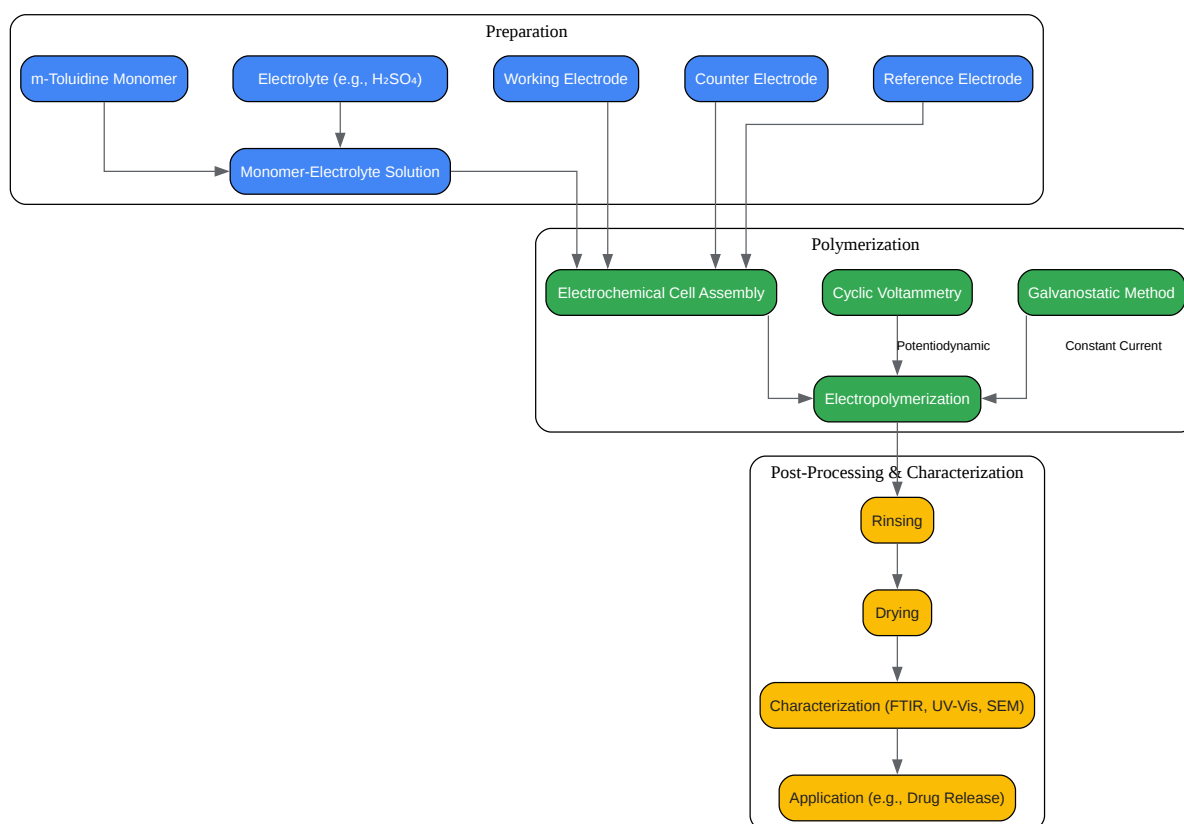 Preparation
m-Toluidine Monomer
Electrolyte (e.g., H₂SO₄)
Working Electrode
Counter Electrode
Reference Electrode
Monomer-Electrolyte Solution
Polymerization
Electrochemical Cell Assembly
Cyclic Voltammetry
Galvanostatic Method
Potentiodynamic
Constant Current
Electropolymerization
Post-Processing & Characterization
Rinsing
Drying
Characterization (FTIR, UV-Vis, SEM)
Application (e.g., Drug Release)